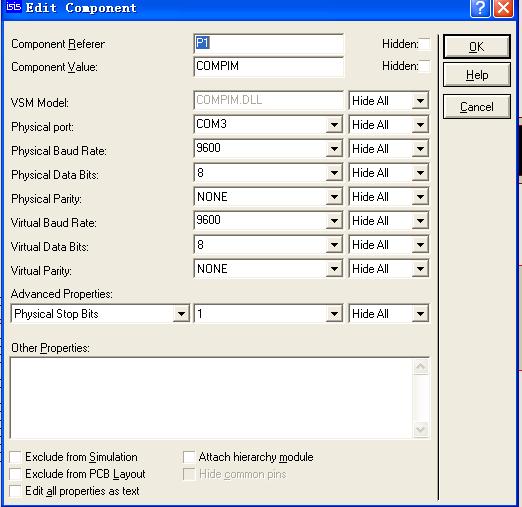 isis Edit Component ? X
Component Referer P1 Hidden: OK
Component Value: COMPIM Hidden: Help
VSM Model: COMPIM.DLL Hide All Cancel
Physical port: COM3 Hide All
Physical Baud Rate: 9600 Hide All
Physical Data Bits: 8 Hide All
Physical Parity: NONE Hide All
Virtual Baud Rate: 9600 Hide All
Virtual Data Bits: 8 Hide All
Virtual Parity: NONE Hide All
Advanced Properties:
Physical Stop Bits 1 Hide All
Other Properties:
Exclude from Simulation Attach hierarchy module
Exclude from PCB Layout Hide common pins
Edit all properties as text